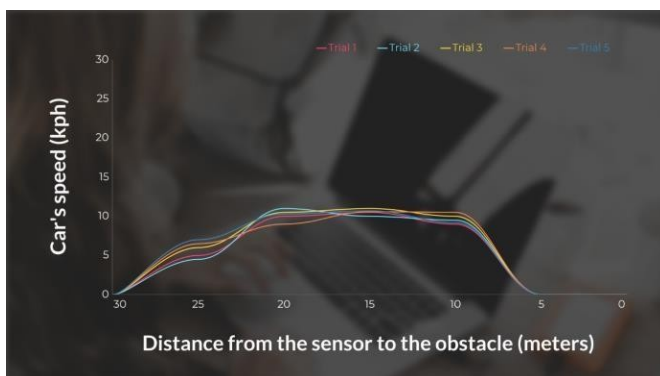 Trial 1 Trial 2 Trial 3 Trial 4 Trial 5
30
25
20
15
10
5
0
Car's speed (kph)
30 25 20 15 10 5 0
Distance from the sensor to the obstacle (meters)